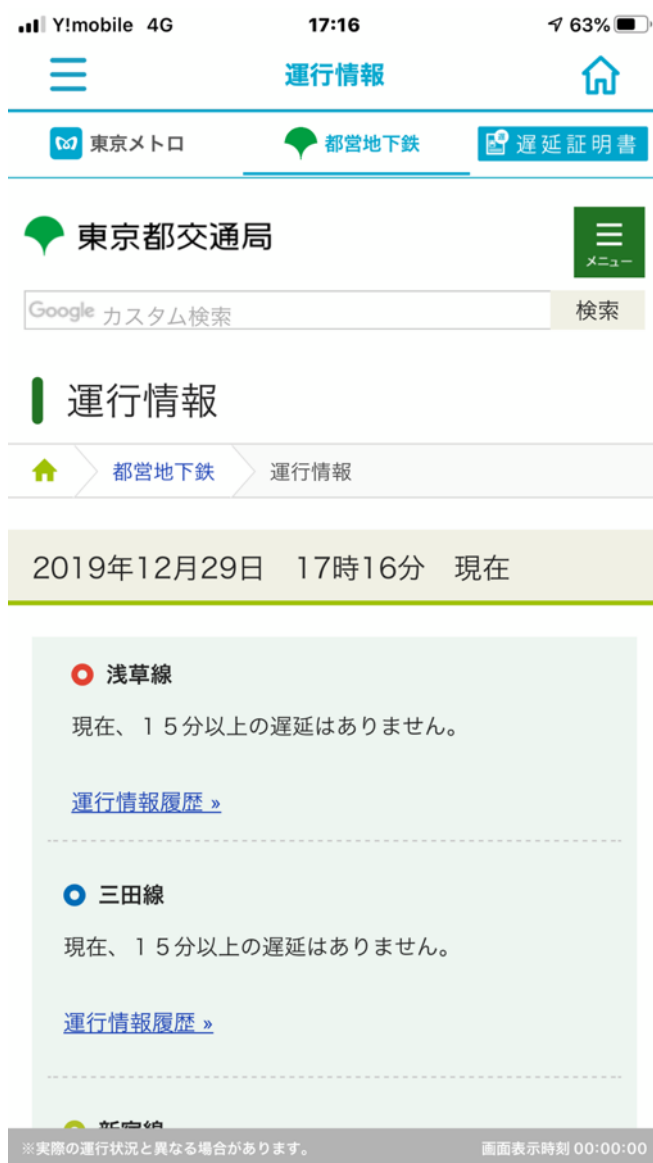 Y!mobile 4G 17:16 63%
運行情報
東京メトロ 都営地下鉄 遅延証明書
東京都交通局
メニュー
Google カスタム検索 検索
運行情報
都営地下鉄 運行情報
2019年12月29日 17時16分 現在
浅草線
現在、15分以上の遅延はありません。
運行情報履歴 »
三田線
現在、15分以上の遅延はありません。
運行情報履歴 »
※実際の運行状況と異なる場合があります。 画面表示時刻 00:00:00